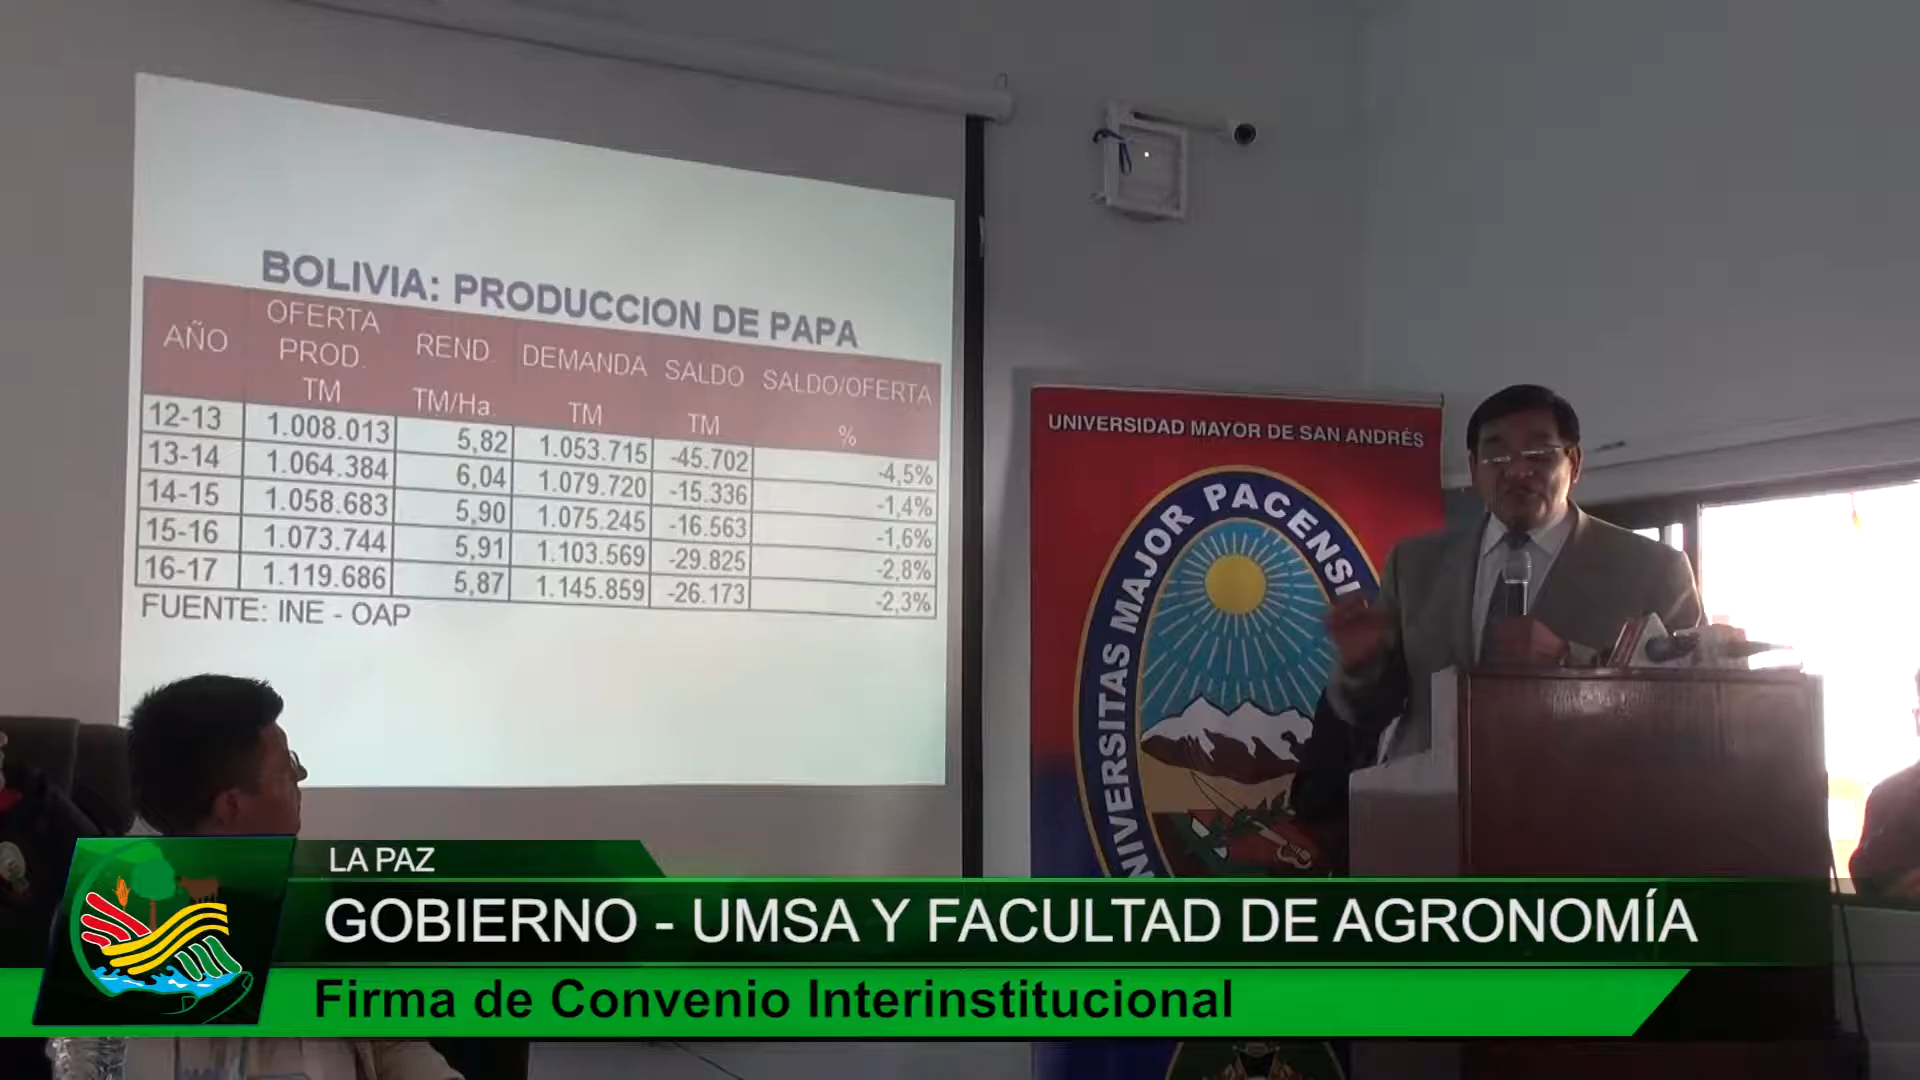 BOLIVIA: PRODUCCION DE PAPA
AÑO OFERTA PROD. TM REND. TM/Ha. DEMANDA TM SALDO TM SALDO/OFERTA %
12-13 1.008.013 5,82 1.053.715 -45.702 -4,5%
13-14 1.064.384 6,04 1.079.720 -15.336 -1,4%
14-15 1.058.683 5,90 1.075.245 -16.563 -1,6%
15-16 1.073.744 5,91 1.103.569 -29.825 -2,8%
16-17 1.119.686 5,87 1.145.859 -26.173 -2,3%
FUENTE: INE - OAP
UNIVERSIDAD MAYOR DE SAN ANDRÉS
NIVERSITAS MAJOR PACENSI
LA PAZ
GOBIERNO - UMSA Y FACULTAD DE AGRONOMÍA
Firma de Convenio Interinstitucional